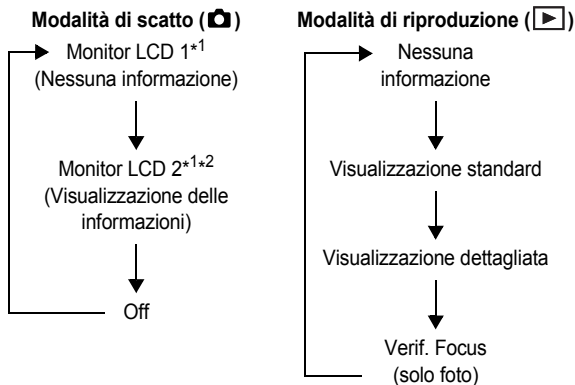 Modalità di scatto ( )
Monitor LCD 1*1
(Nessuna informazione)
Monitor LCD 2*1*2
(Visualizzazione delle
informazioni)
Off
Modalità di riproduzione ( )
Nessuna
informazione
Visualizzazione standard
Visualizzazione dettagliata
Verif. Focus
(solo foto)